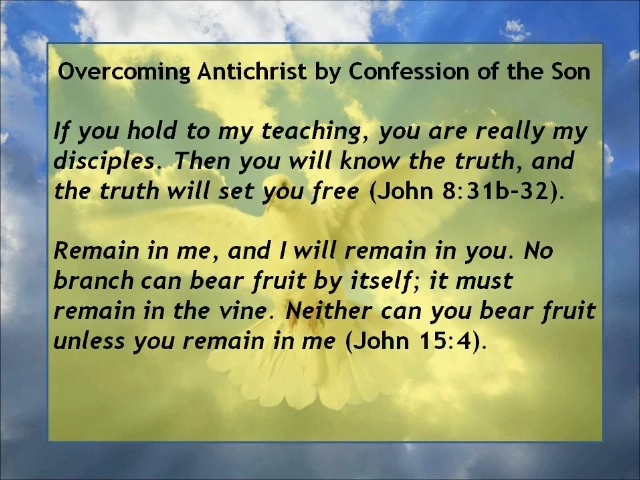 Overcoming Antichrist by Confession of the Son
If you hold to my teaching, you are really my
disciples. Then you will know the truth, and
the truth will set you free (John 8:31b-32).
Remain in me, and I will remain in you. No
branch can bear fruit by itself; it must
remain in the vine. Neither can you bear fruit
unless you remain in me (John 15:4).